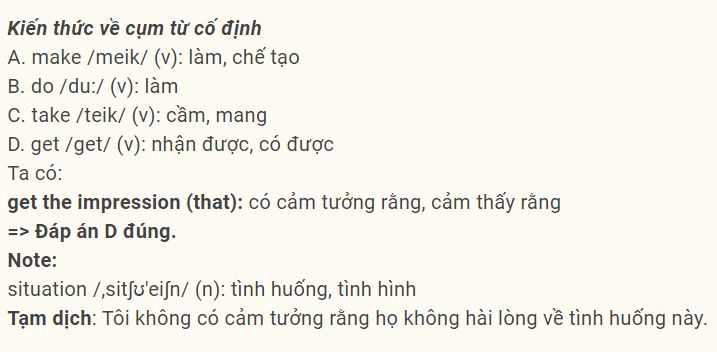 Kiến thức về cụm từ cố định
A. make /meik/ (v): làm, chế tạo
B. do /du:/ (v): làm
C. take /teik/ (v): cầm, mang
D. get /get/ (v): nhận được, có được
Ta có:
get the impression (that): có cảm tưởng rằng, cảm thấy rằng
=> Đáp án D đúng.
Note:
situation /,sitʃʊ'eiʃn/ (n): tình huống, tình hình
Tạm dịch: Tôi không có cảm tưởng rằng họ không hài lòng về tình huống này.